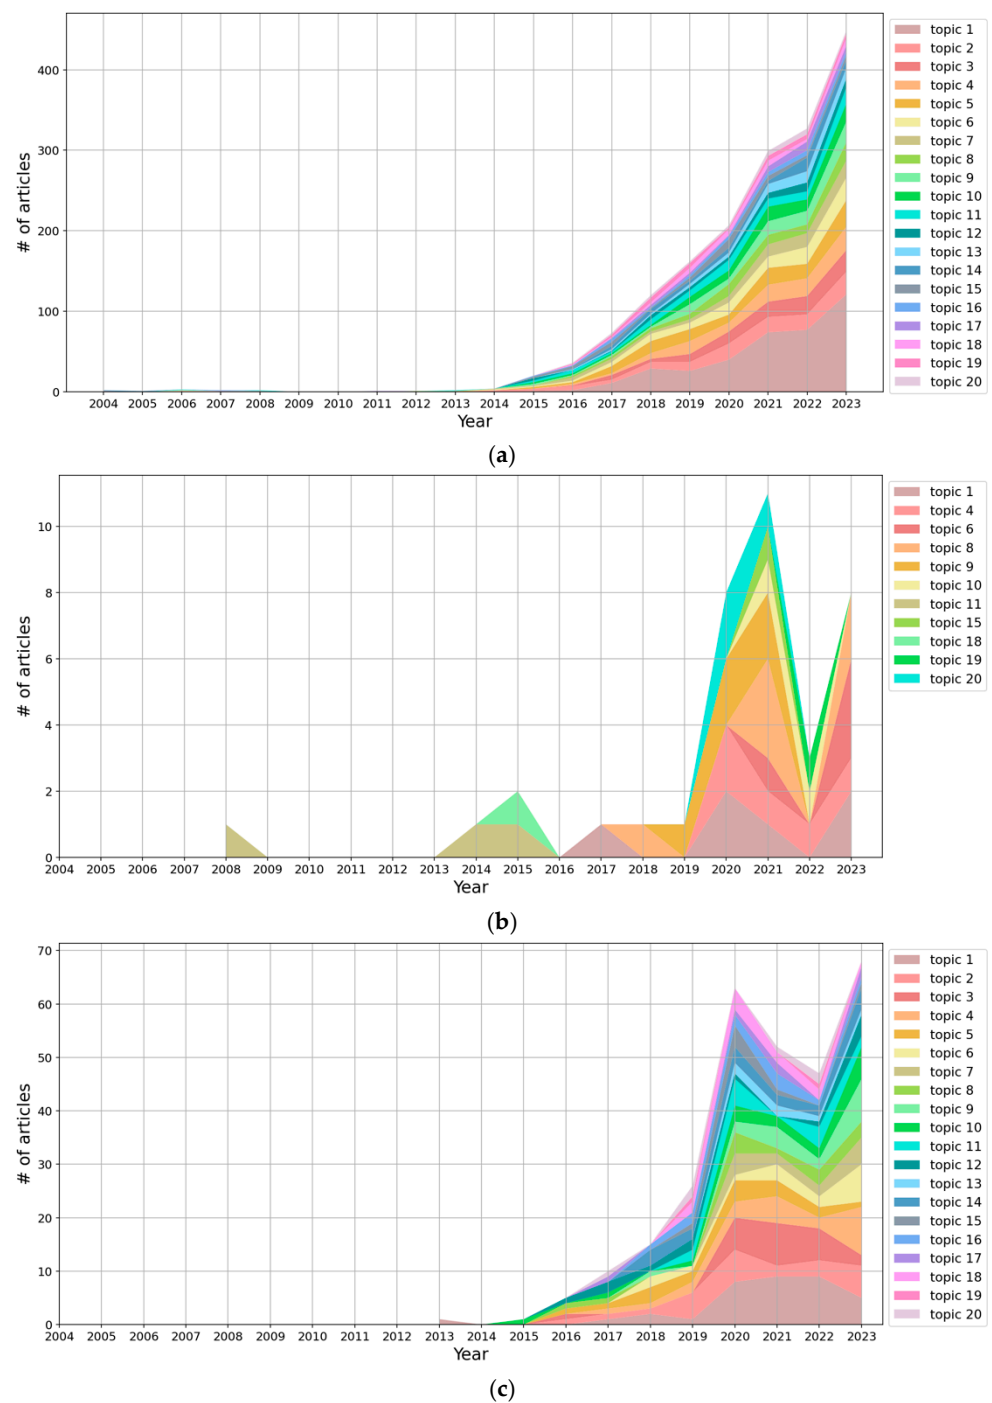 # of articles
400
300
200
100
0
2004 2005 2006 2007 2008 2009 2010 2011 2012 2013 2014 2015 2016 2017 2018 2019 2020 2021 2022 2023
Year
topic 1
topic 2
topic 3
topic 4
topic 5
topic 6
topic 7
topic 8
topic 9
topic 10
topic 11
topic 12
topic 13
topic 14
topic 15
topic 16
topic 17
topic 18
topic 19
topic 20
(a)
# of articles
10
8
6
4
2
0
2004 2005 2006 2007 2008 2009 2010 2011 2012 2013 2014 2015 2016 2017 2018 2019 2020 2021 2022 2023
Year
topic 1
topic 4
topic 6
topic 8
topic 9
topic 10
topic 11
topic 15
topic 18
topic 19
topic 20
(b)
# of articles
70
60
50
40
30
20
10
0
2004 2005 2006 2007 2008 2009 2010 2011 2012 2013 2014 2015 2016 2017 2018 2019 2020 2021 2022 2023
Year
topic 1
topic 2
topic 3
topic 4
topic 5
topic 6
topic 7
topic 8
topic 9
topic 10
topic 11
topic 12
topic 13
topic 14
topic 15
topic 16
topic 17
topic 18
topic 19
topic 20
(c)